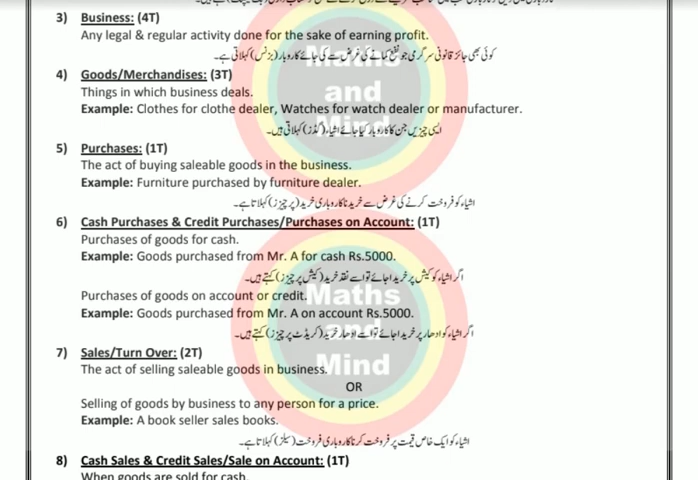 3) Business: (4T)
Any legal & regular activity done for the sake of earning profit.
کوئی بھی جائز قانونی سرگرمی جو نفع کمانے کی غرض سے کی جائے کاروبار (بزنس) کہلاتی ہے۔
Maths
4) Goods/Merchandises: (3T)
Things in which business deals.
and
Example: Clothes for clothe dealer, Watches for watch dealer or manufacturer.
ایسی چیزیں جن کا کاروبار کیا جائے اشیاء (گڈز) کہلاتی ہیں۔
Mind
5) Purchases: (1T)
The act of buying saleable goods in the business.
Example: Furniture purchased by furniture dealer.
اشیاء کو فروخت کرنے کی غرض سے خریدنا کاروباری خرید (پرچیزز) کہلاتا ہے۔
6) Cash Purchases & Credit Purchases/Purchases on Account: (1T)
Purchases of goods for cash.
Example: Goods purchased from Mr. A for cash Rs.5000.
اگر اشیاء کو کیش پر خریدا جائے تو اسے نقد خرید (کیش پرچیزز) کہتے ہیں۔
Purchases of goods on account or credit.
Maths
Example: Goods purchased from Mr. A on account Rs.5000.
اگر اشیاء کو ادھار پر خریدا جائے تو اسے ادھار خرید (کریڈٹ پرچیزز) کہتے ہیں۔
and
7) Sales/Turn Over: (2T)
The act of selling saleable goods in business.
Mind
OR
Selling of goods by business to any person for a price.
Example: A book seller sales books.
اشیاء کو ایک خاص قیمت پر فروخت کرنا کاروباری فروخت (سیلز) کہلاتا ہے۔
8) Cash Sales & Credit Sales/Sale on Account: (1T)
When goods are sold for cash.